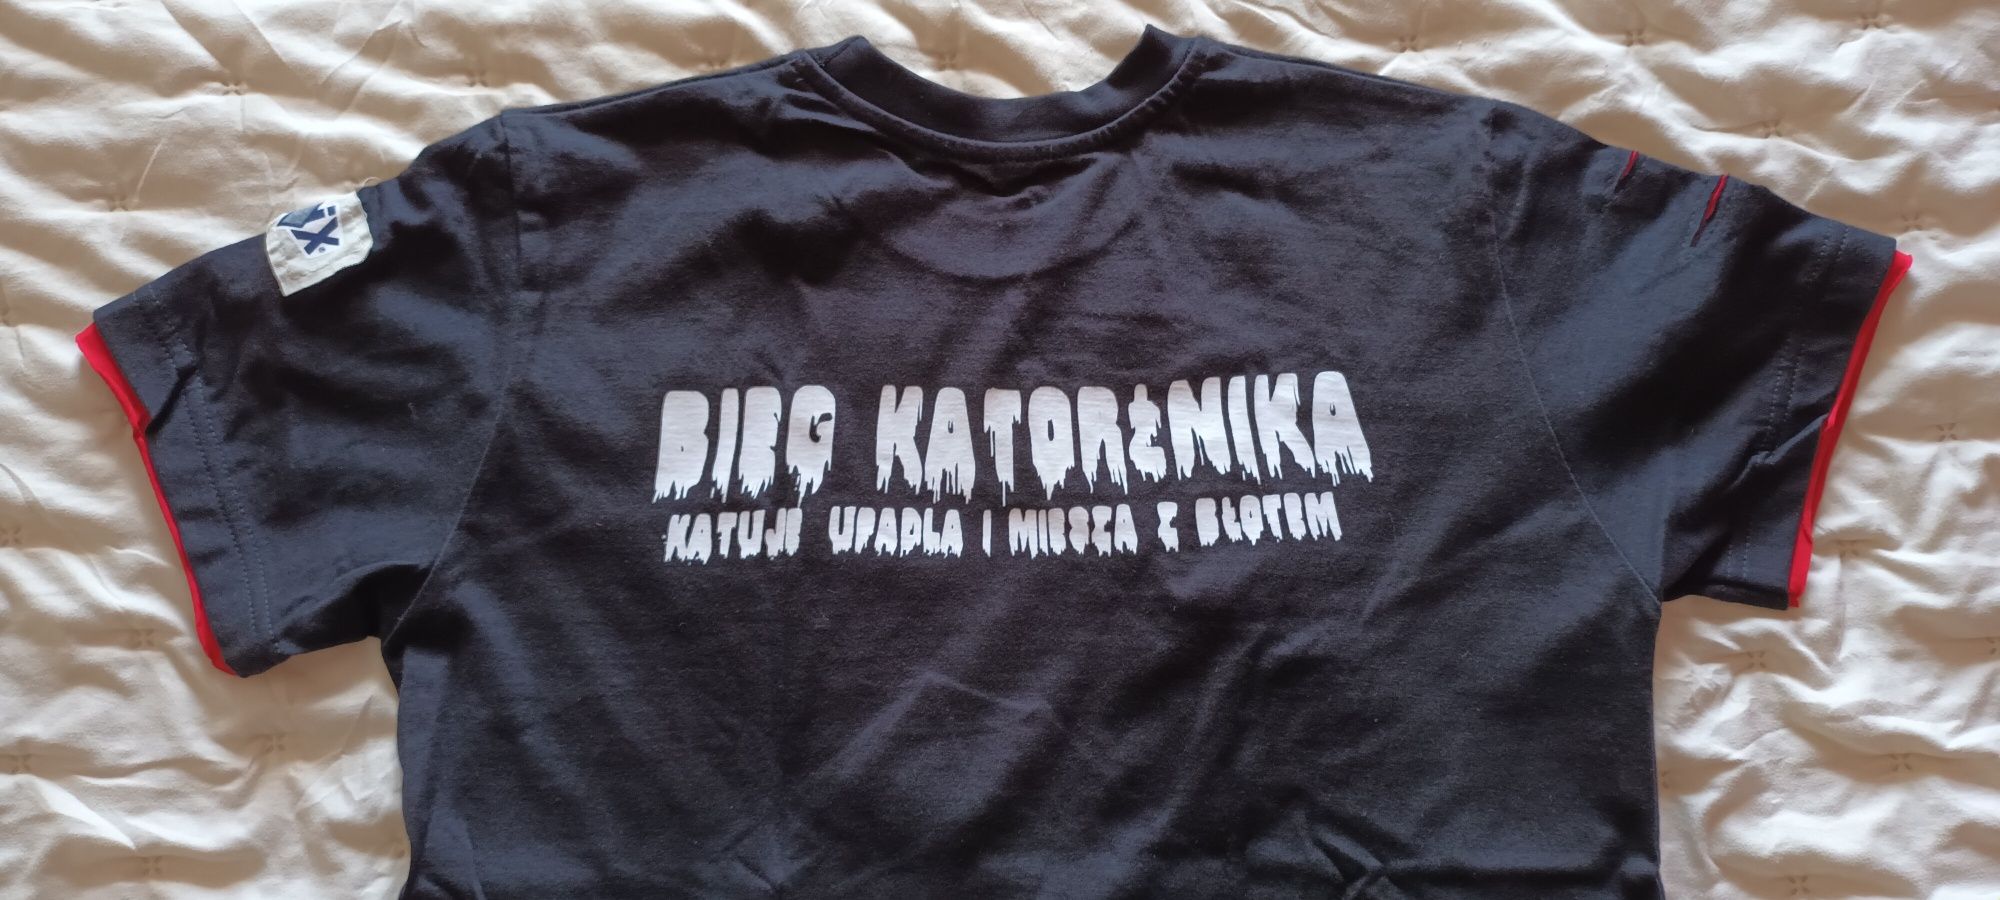 BIEG KATORŻNIKA
KATUJE UPADLA I MIESZA Z BŁOTEM